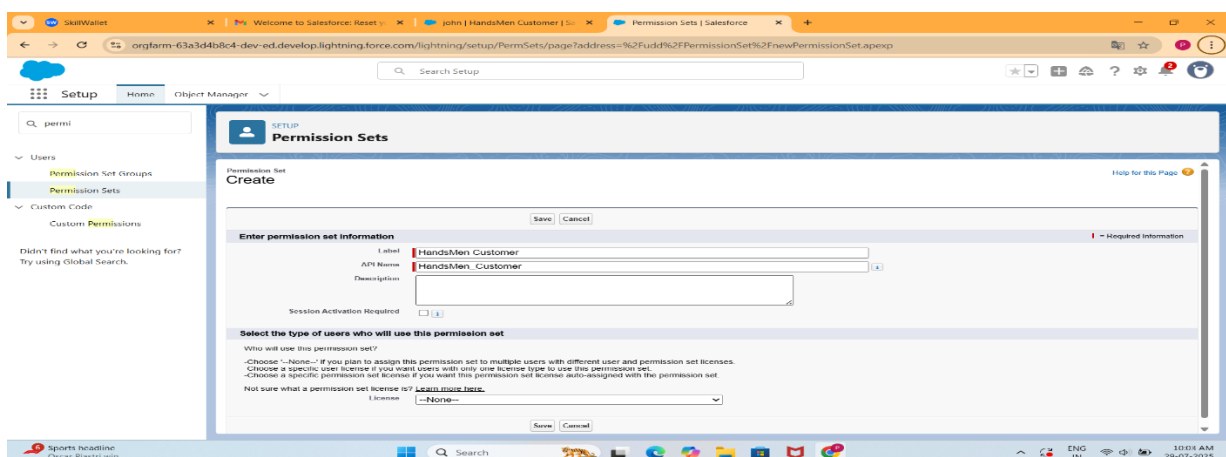 SkillWallet
Welcome to Salesforce: Reset y
john | HandsMen Customer | Sa
Permission Sets | Salesforce
orgfarm-63a3d4b8c4-dev-ed.develop.lightning.force.com/lightning/setup/PermSets/page?address=%2Fudd%2FPermissionSet%2FnewPermissionSet.apexp
P
Search Setup
2
Setup Home Object Manager
permi
SETUP
Permission Sets
Users
Permission Set Groups
Permission Sets
Custom Code
Custom Permissions
Didn't find what you're looking for?
Try using Global Search.
Permission Set
Create
Help for this Page
Save Cancel
Enter permission set information
= Required Information
Label HandsMen Customer
API Name HandsMen_Customer
Description
Session Activation Required
Select the type of users who will use this permission set
Who will use this permission set?
-Choose '--None--' if you plan to assign this permission set to multiple users with different user and permission set licenses.
-Choose a specific user license if you want users with only one license type to use this permission set.
-Choose a specific permission set license if you want this permission set license auto-assigned with the permission set.
Not sure what a permission set license is? Learn more here.
License --None--
Save Cancel
6
Sports headline
Oscar Piastri win
Search
ENG
IN
10:03 AM
29-07-2025